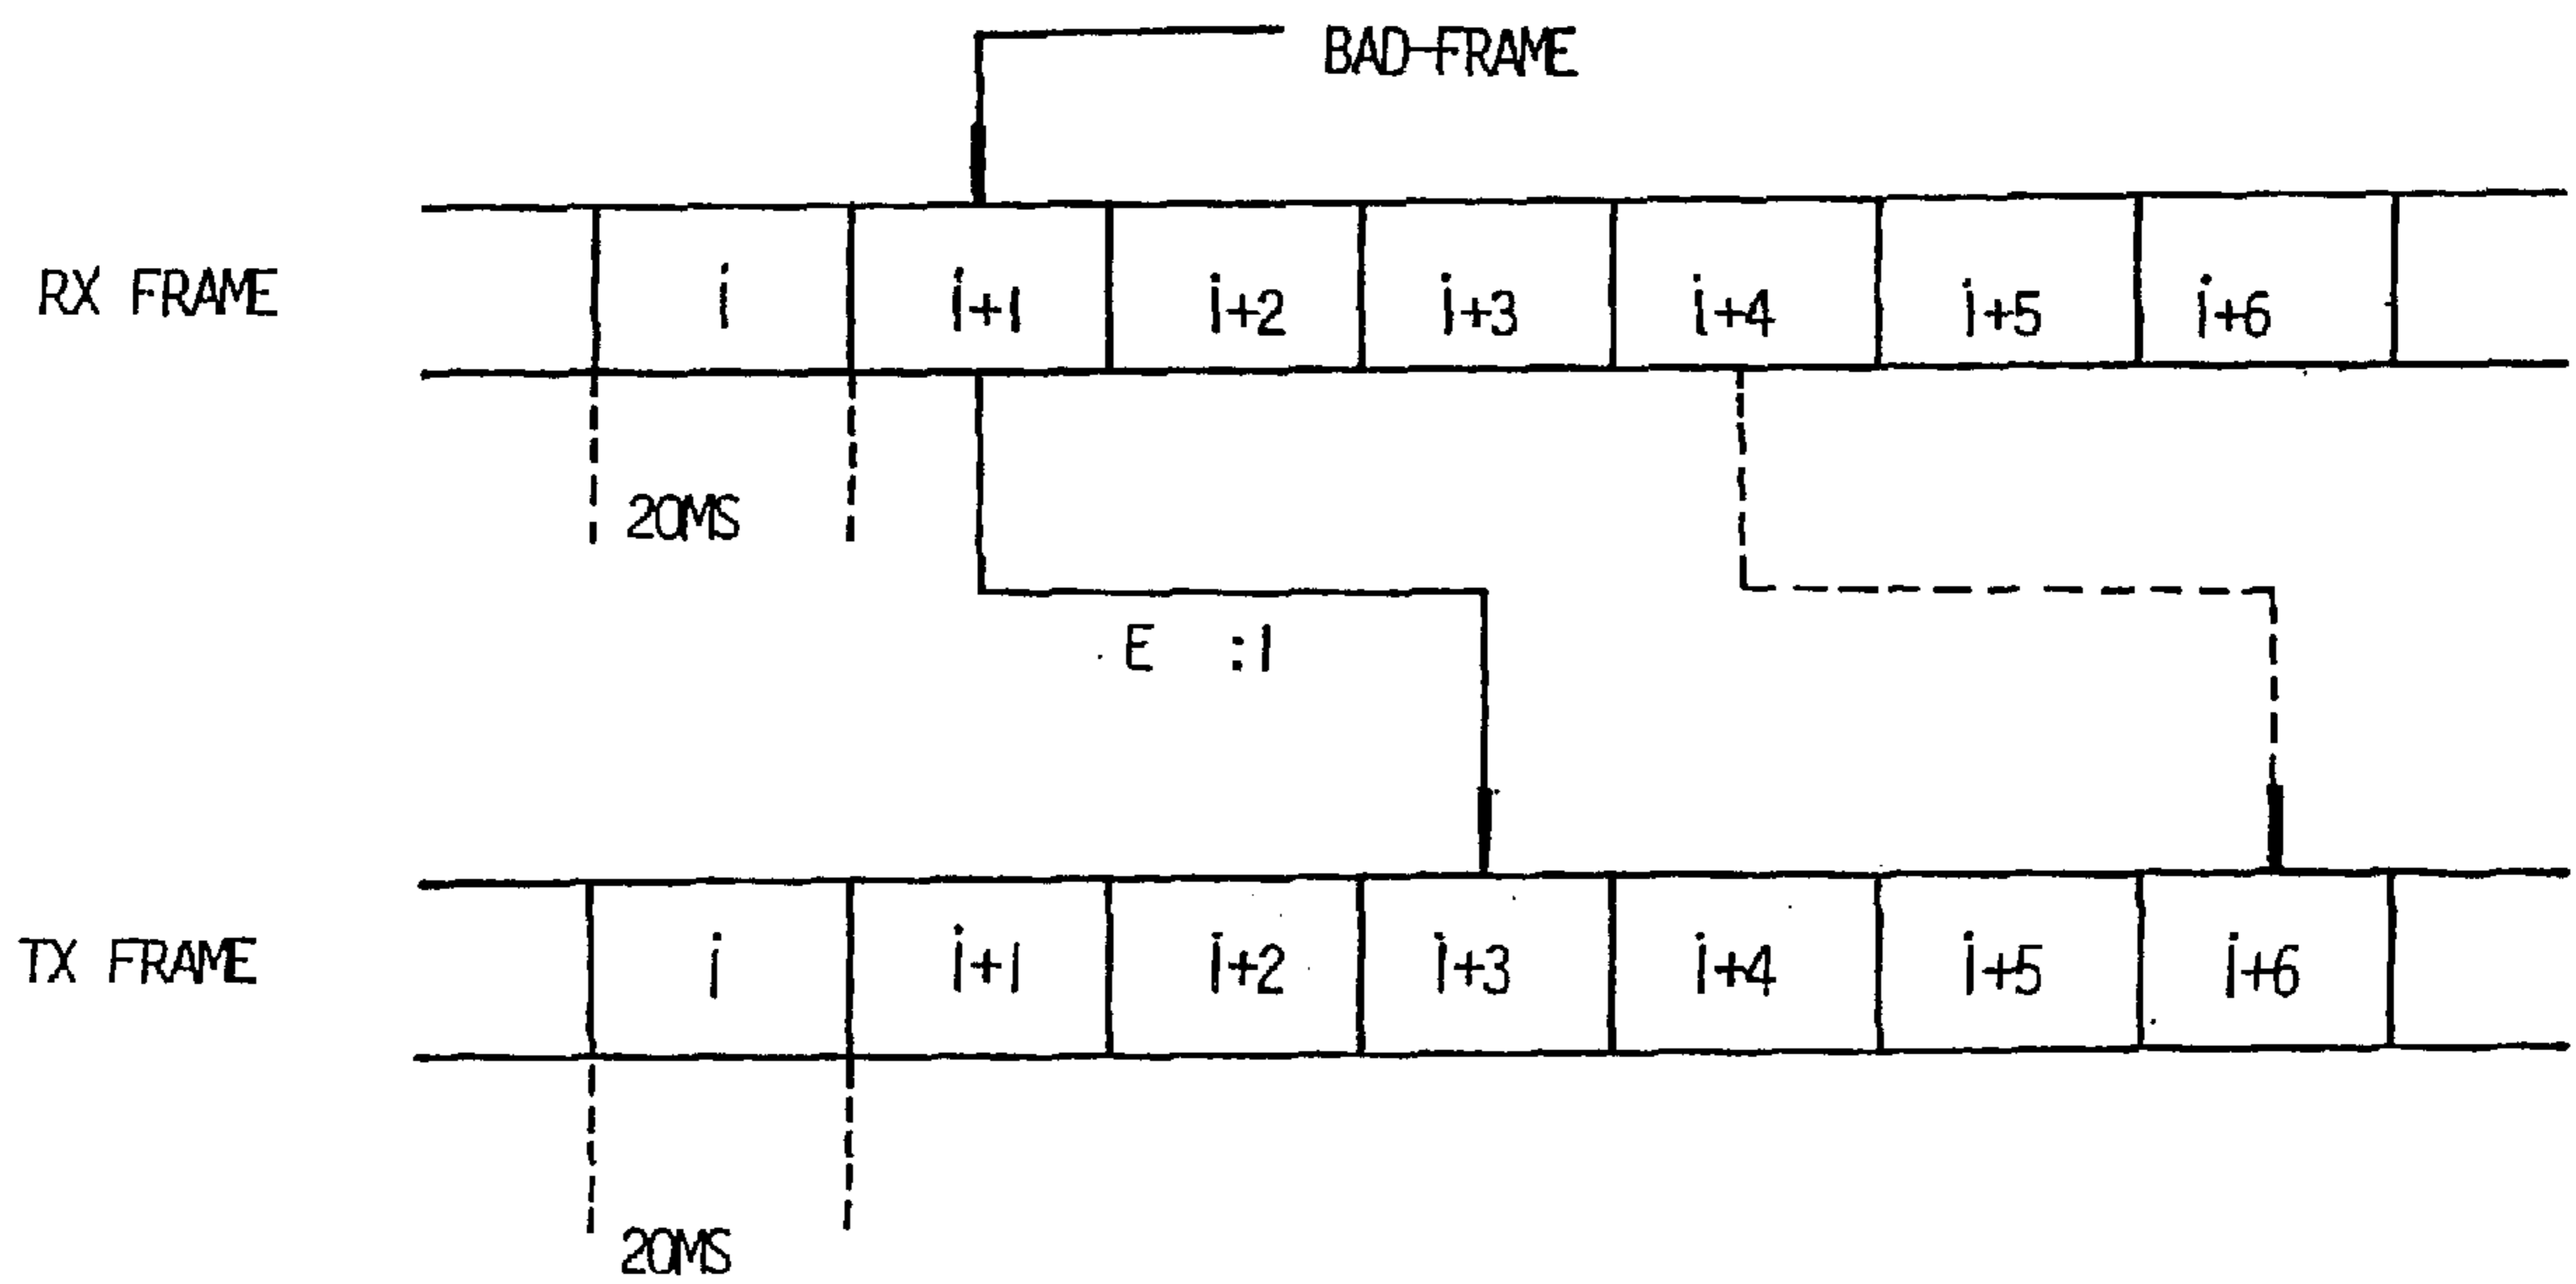 BAD-FRAME
RX FRAME
i
i+1
i+2
i+3
i+4
i+5
i+6
20MS
E :1
TX FRAME
i
i+1
i+2
i+3
i+4
i+5
i+6
20MS